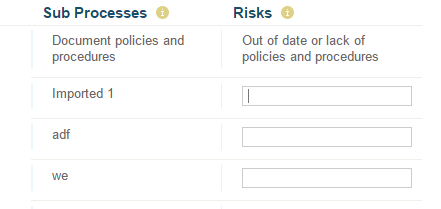 Sub Processes Risks
Document policies and Out of date or lack of
procedures policies and procedures
Imported 1
adf
we